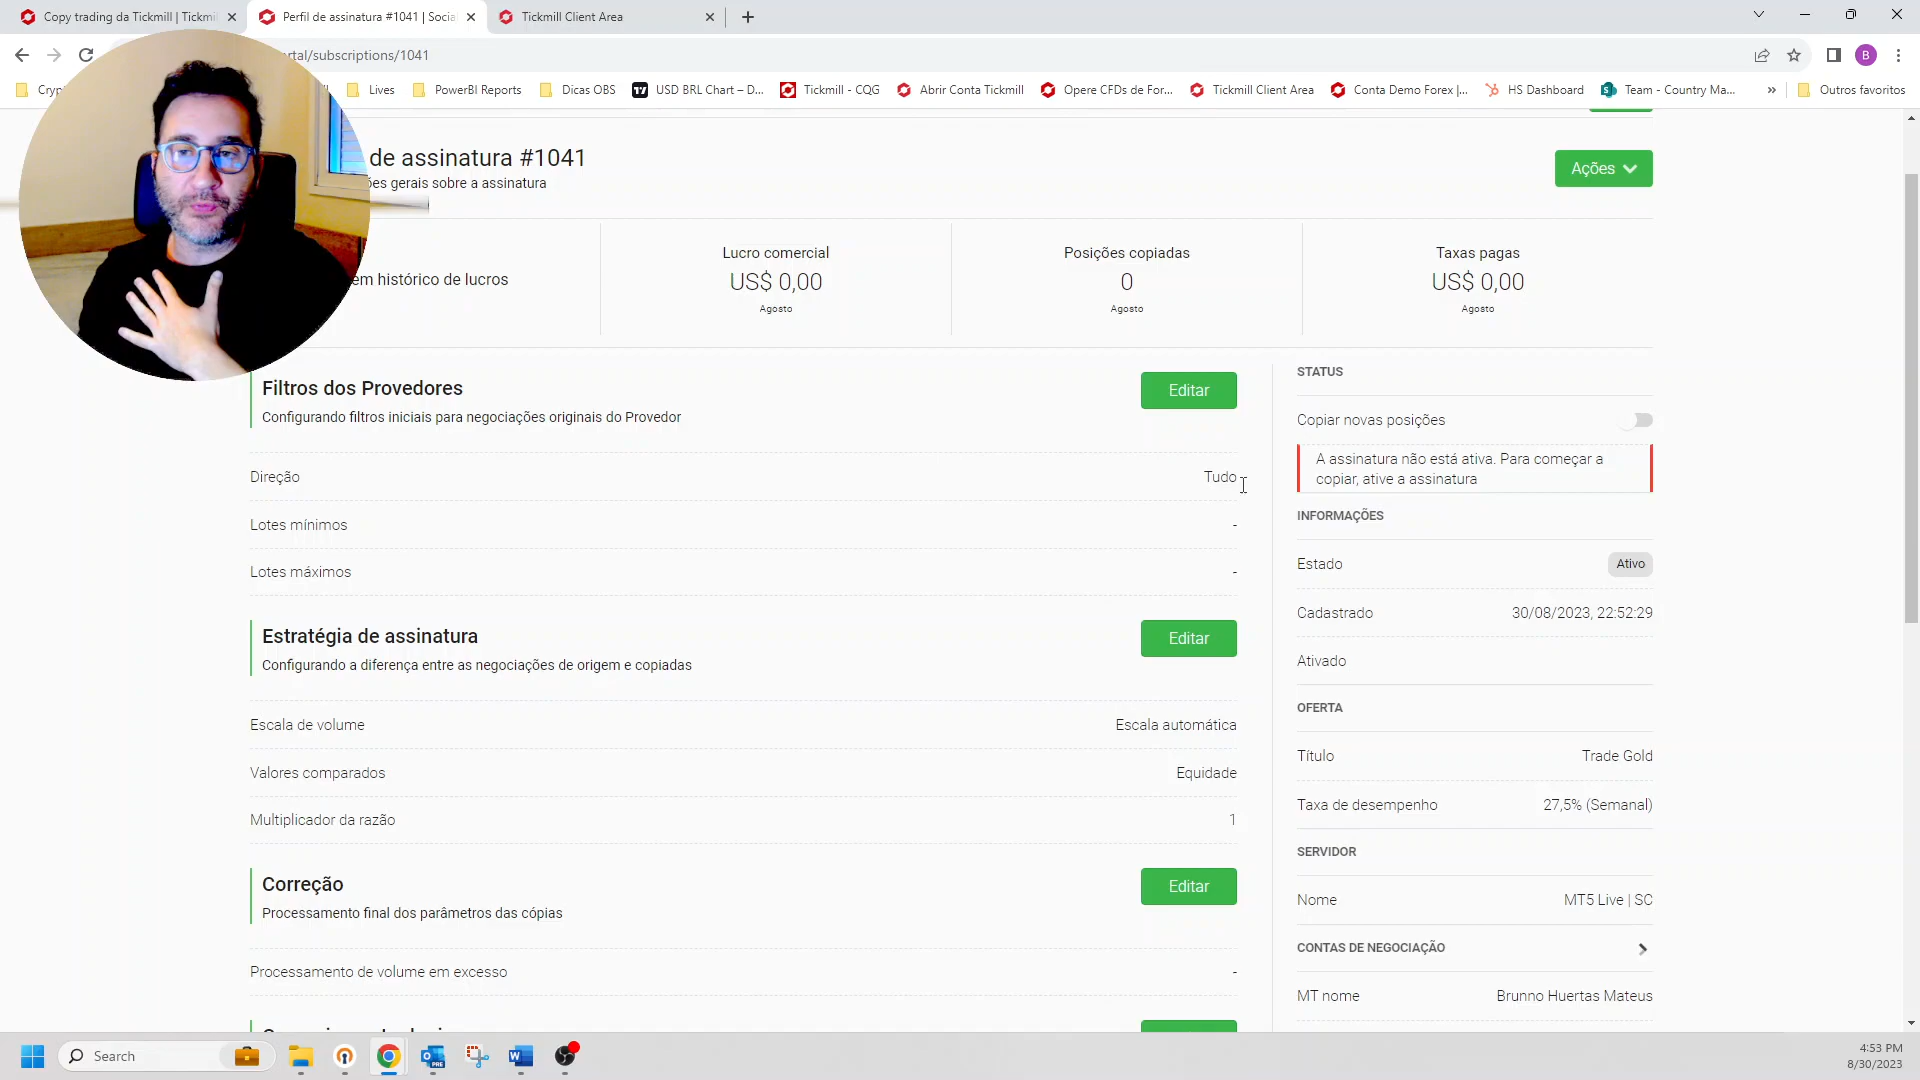 Copy trading da Tickmill | Tickmi
Perfil de assinatura #1041 | Socia
Tickmill Client Area
rtal/subscriptions/1041
B
Lives
PowerBI Reports
Dicas OBS
USD BRL Chart – D...
Tickmill - CQG
Abrir Conta Tickmill
Opere CFDs de For...
Tickmill Client Area
Conta Demo Forex |...
HS Dashboard
Team - Country Ma...
Outros favoritos
de assinatura #1041
ões gerais sobre a assinatura
Ações
em histórico de lucros
Lucro comercial
US$ 0,00
Agosto
Posições copiadas
0
Agosto
Taxas pagas
US$ 0,00
Agosto
Filtros dos Provedores
Configurando filtros iniciais para negociações originais do Provedor
Editar
Direção Tudo
Lotes mínimos -
Lotes máximos -
Estratégia de assinatura
Configurando a diferença entre as negociações de origem e copiadas
Editar
Escala de volume Escala automática
Valores comparados Equidade
Multiplicador da razão 1
Correção
Processamento final dos parâmetros das cópias
Editar
Processamento de volume em excesso -
STATUS
Copiar novas posições
A assinatura não está ativa. Para começar a
copiar, ative a assinatura
INFORMAÇÕES
Estado Ativo
Cadastrado 30/08/2023, 22:52:29
Ativado
OFERTA
Título Trade Gold
Taxa de desempenho 27,5% (Semanal)
SERVIDOR
Nome MT5 Live | SC
CONTAS DE NEGOCIAÇÃO
MT nome Brunno Huertas Mateus
Search
4:53 PM
8/30/2023